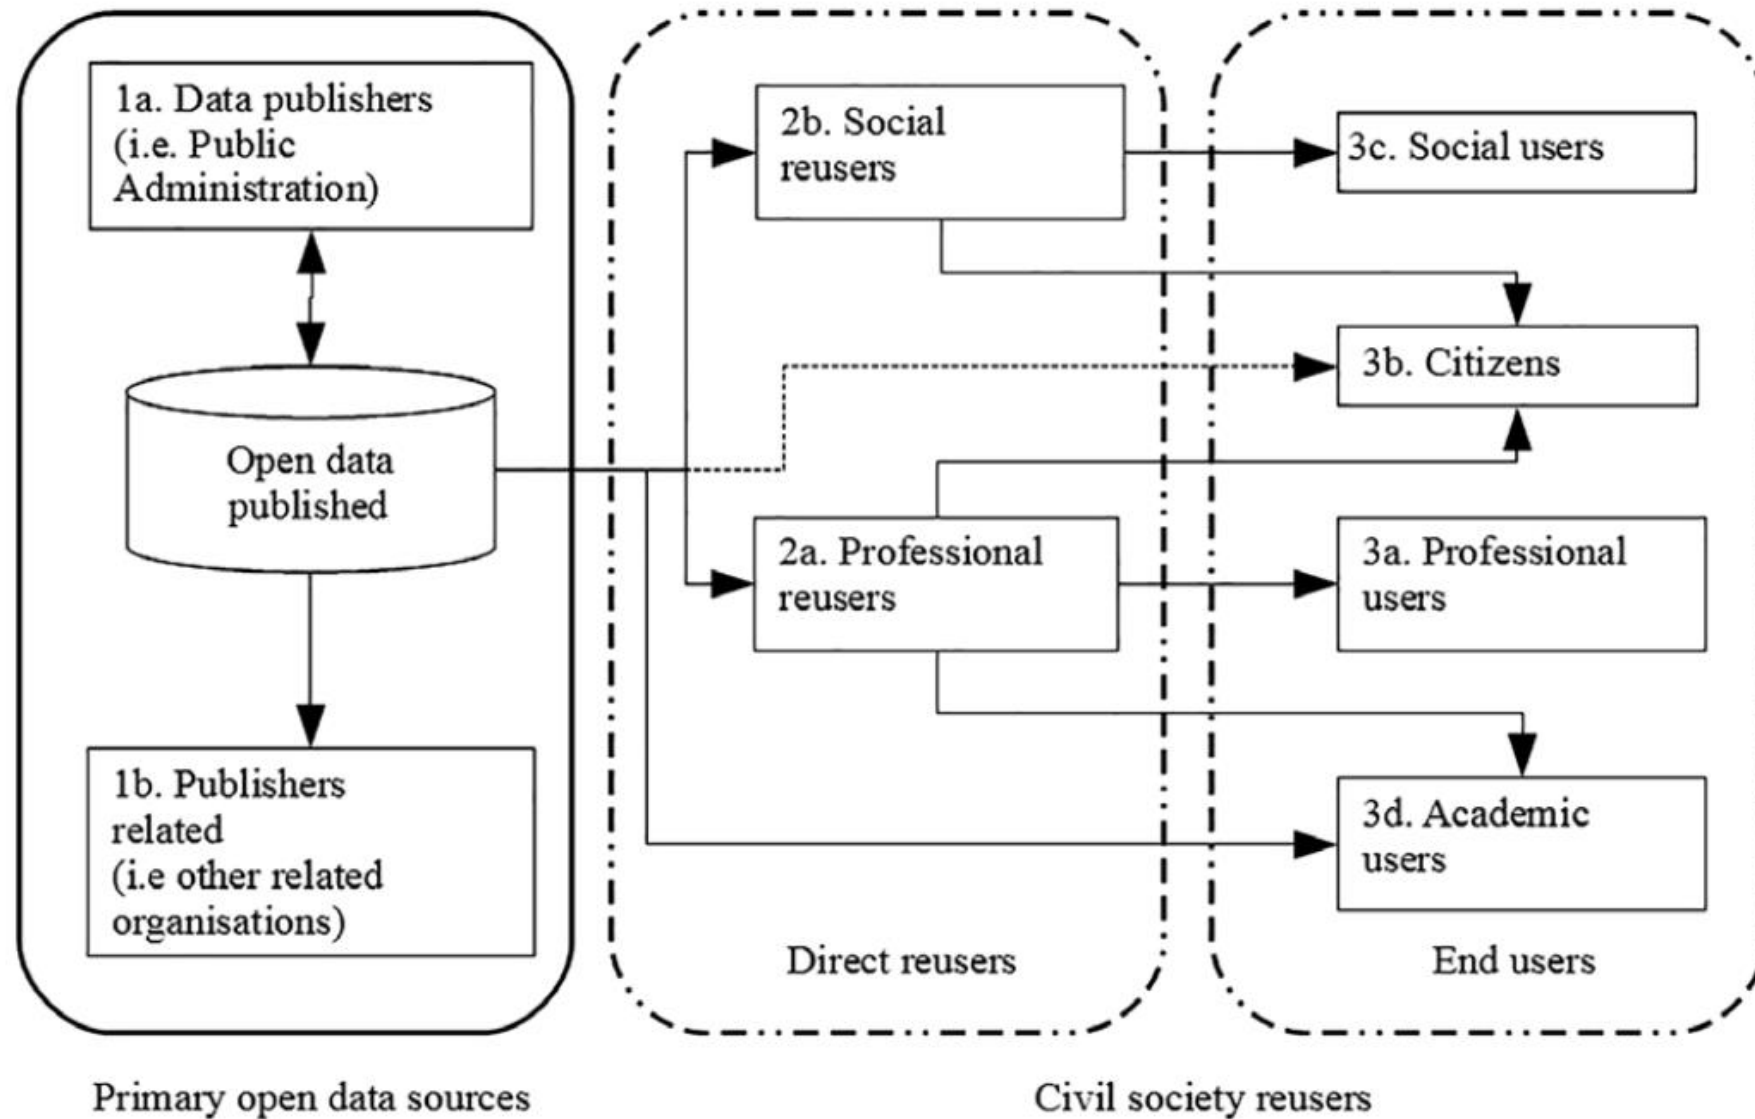 1a. Data publishers
(i.e. Public
Administration)
Open data
published
1b. Publishers
related
(i.e other related
organisations)
Primary open data sources
2b. Social
reusers
2a. Professional
reusers
Direct reusers
3c. Social users
3b. Citizens
3a. Professional
users
3d. Academic
users
End users
Civil society reusers